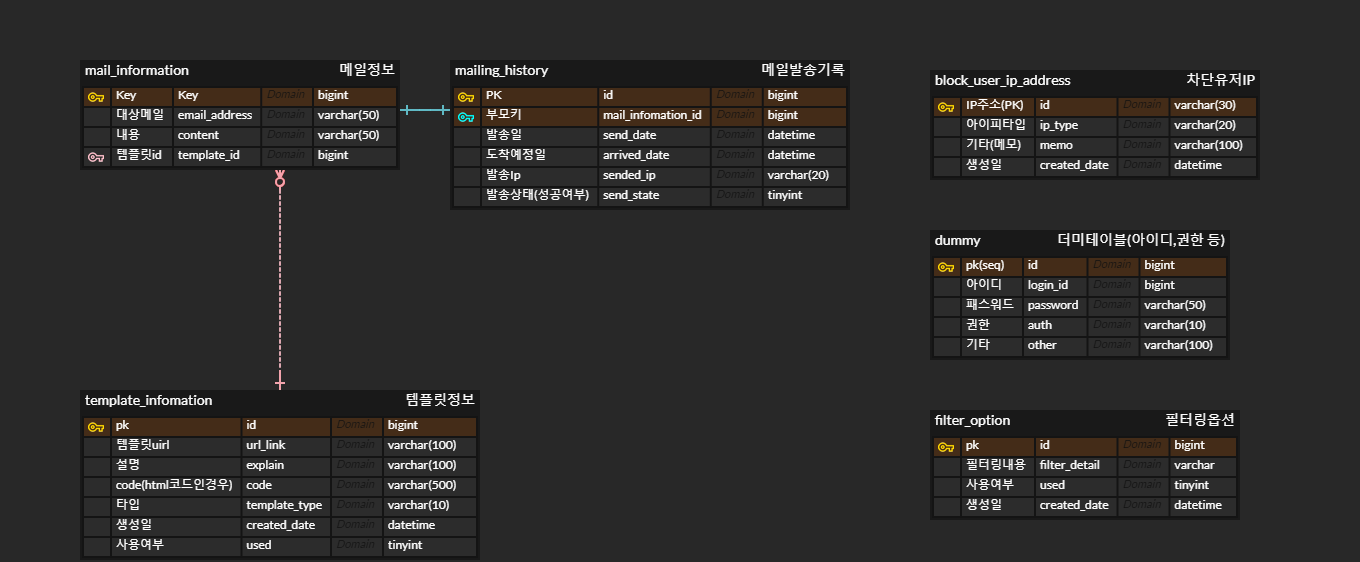 mail_information 메일정보
Key Key Domain bigint
대상메일 email_address Domain varchar(50)
내용 content Domain varchar(50)
템플릿id template_id Domain bigint
mailing_history 메일발송기록
PK id Domain bigint
부모키 mail_infomation_id Domain bigint
발송일 send_date Domain datetime
도착예정일 arrived_date Domain datetime
발송Ip sended_ip Domain varchar(20)
발송상태(성공여부) send_state Domain tinyint
block_user_ip_address 차단유저IP
IP주소(PK) id Domain varchar(30)
아이피타입 ip_type Domain varchar(20)
기타(메모) memo Domain varchar(100)
생성일 created_date Domain datetime
dummy 더미테이블(아이디,권한 등)
pk(seq) id Domain bigint
아이디 login_id Domain bigint
패스워드 password Domain varchar(50)
권한 auth Domain varchar(10)
기타 other Domain varchar(100)
template_infomation 템플릿정보
pk id Domain bigint
템플릿uirl url_link Domain varchar(100)
설명 explain Domain varchar(100)
code(html코드인경우) code Domain varchar(500)
타입 template_type Domain varchar(10)
생성일 created_date Domain datetime
사용여부 used Domain tinyint
filter_option 필터링옵션
pk id Domain bigint
필터링내용 filter_detail Domain varchar
사용여부 used Domain tinyint
생성일 created_date Domain datetime